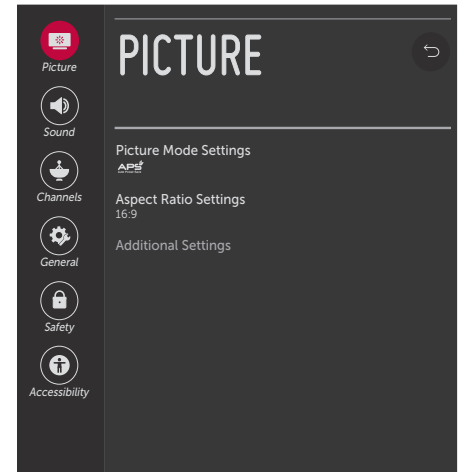 Picture
Sound
Channels
General
Safety
Accessibility
PICTURE
Picture Mode Settings
APS
Aspect Ratio Settings
16:9
Additional Settings